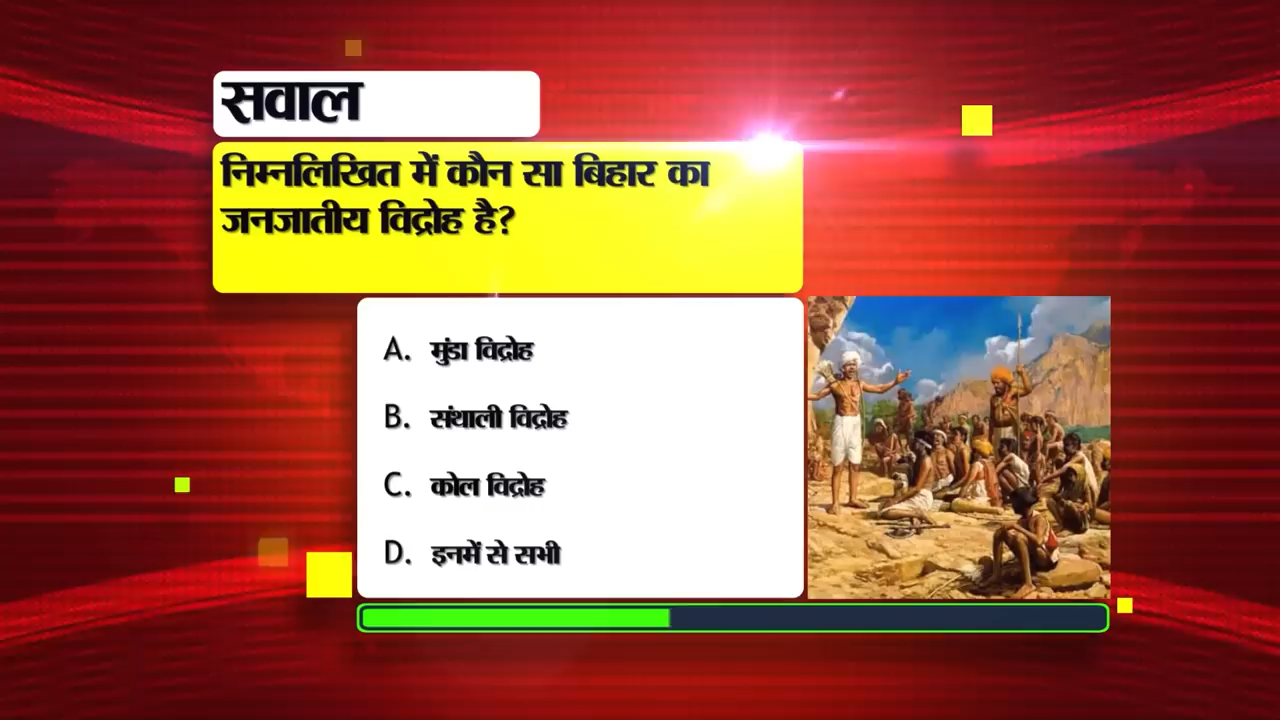 सवाल
निम्नलिखित में कौन सा बिहार का
जनजातीय विद्रोह है?
A. मुंडा विद्रोह
B. संथाली विद्रोह
C. कोल विद्रोह
D. इनमें से सभी